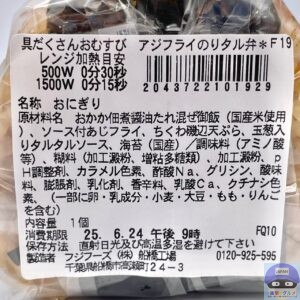 具だくさんおむすび アジフライのりタル弁＊F19
レンジ加熱目安
500W 0分30秒
1500W 0分15秒
2043722101929
名称 おにぎり
原材料名 おかか佃煮醤油たれ混ぜ御飯（国産米使用
）、ソース付あじフライ、ちくわ磯辺天ぷら、玉葱入
りタルタルソース、海苔（国産）／調味料（アミノ酸
等）、糊料（加工澱粉、増粘多糖類）、加工澱粉、ｐ
H調整剤、カラメル色素、酢酸Na、グリシン、酸味
料、膨張剤、乳化剤、香辛料、乳酸Ca、クチナシ色素
、（一部に卵・乳成分・小麦・大豆・もも・りんご
を含む）
内容量 1個
消費期限 25. 6.24 午後 9時 FQ10
保存方法 直射日光及び高温多湿を避けて下さい
製造者 フジフーズ（株）船橋工場
千葉県船橋市高瀬町24－3 0120-925-595